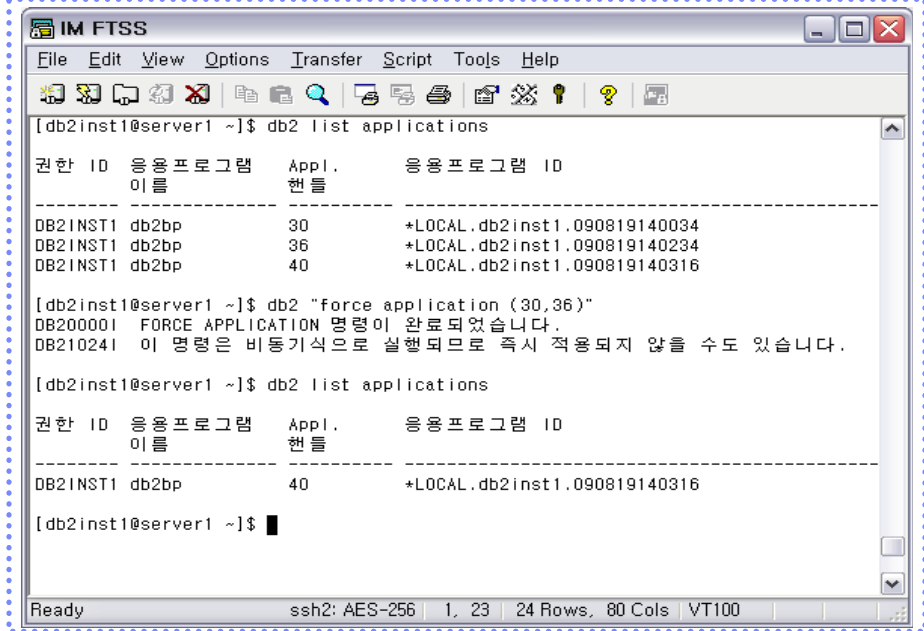 IM FTSS
File Edit View Options Transfer Script Tools Help
[db2inst1@server1 ~]$ db2 list applications
권한 ID 응용프로그램 Appl. 응용프로그램 ID
이름 핸들
-------- -------------- ---------- ----------------------------------------------
DB2INST1 db2bp 30 *LOCAL.db2inst1.090819140034
DB2INST1 db2bp 36 *LOCAL.db2inst1.090819140234
DB2INST1 db2bp 40 *LOCAL.db2inst1.090819140316
[db2inst1@server1 ~]$ db2 "force application (30,36)"
DB20000I FORCE APPLICATION 명령이 완료되었습니다.
DB21024I 이 명령은 비동기식으로 실행되므로 즉시 적용되지 않을 수도 있습니다.
[db2inst1@server1 ~]$ db2 list applications
권한 ID 응용프로그램 Appl. 응용프로그램 ID
이름 핸들
-------- -------------- ---------- ----------------------------------------------
DB2INST1 db2bp 40 *LOCAL.db2inst1.090819140316
[db2inst1@server1 ~]$
Ready ssh2: AES-256 1, 23 24 Rows, 80 Cols VT100